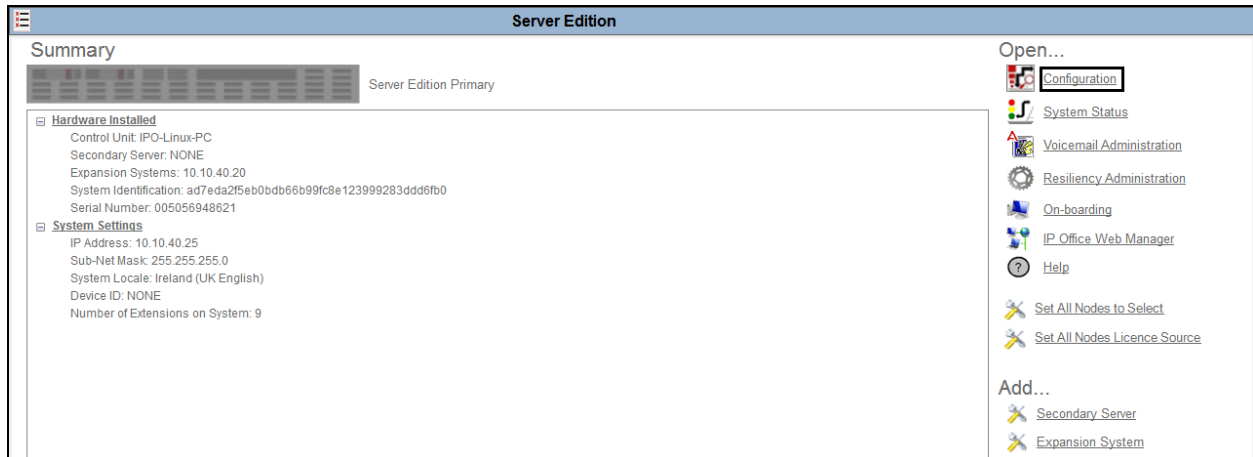 Server Edition
Summary
Server Edition Primary
Hardware Installed
Control Unit: IPO-Linux-PC
Secondary Server: NONE
Expansion Systems: 10.10.40.20
System Identification: ad7eda2f5eb0bdb66b99fc8e123999283ddd6fb0
Serial Number: 005056948621
System Settings
IP Address: 10.10.40.25
Sub-Net Mask: 255.255.255.0
System Locale: Ireland (UK English)
Device ID: NONE
Number of Extensions on System: 9
Open...
Configuration
System Status
Voicemail Administration
Resiliency Administration
On-boarding
IP Office Web Manager
Help
Set All Nodes to Select
Set All Nodes Licence Source
Add...
Secondary Server
Expansion System